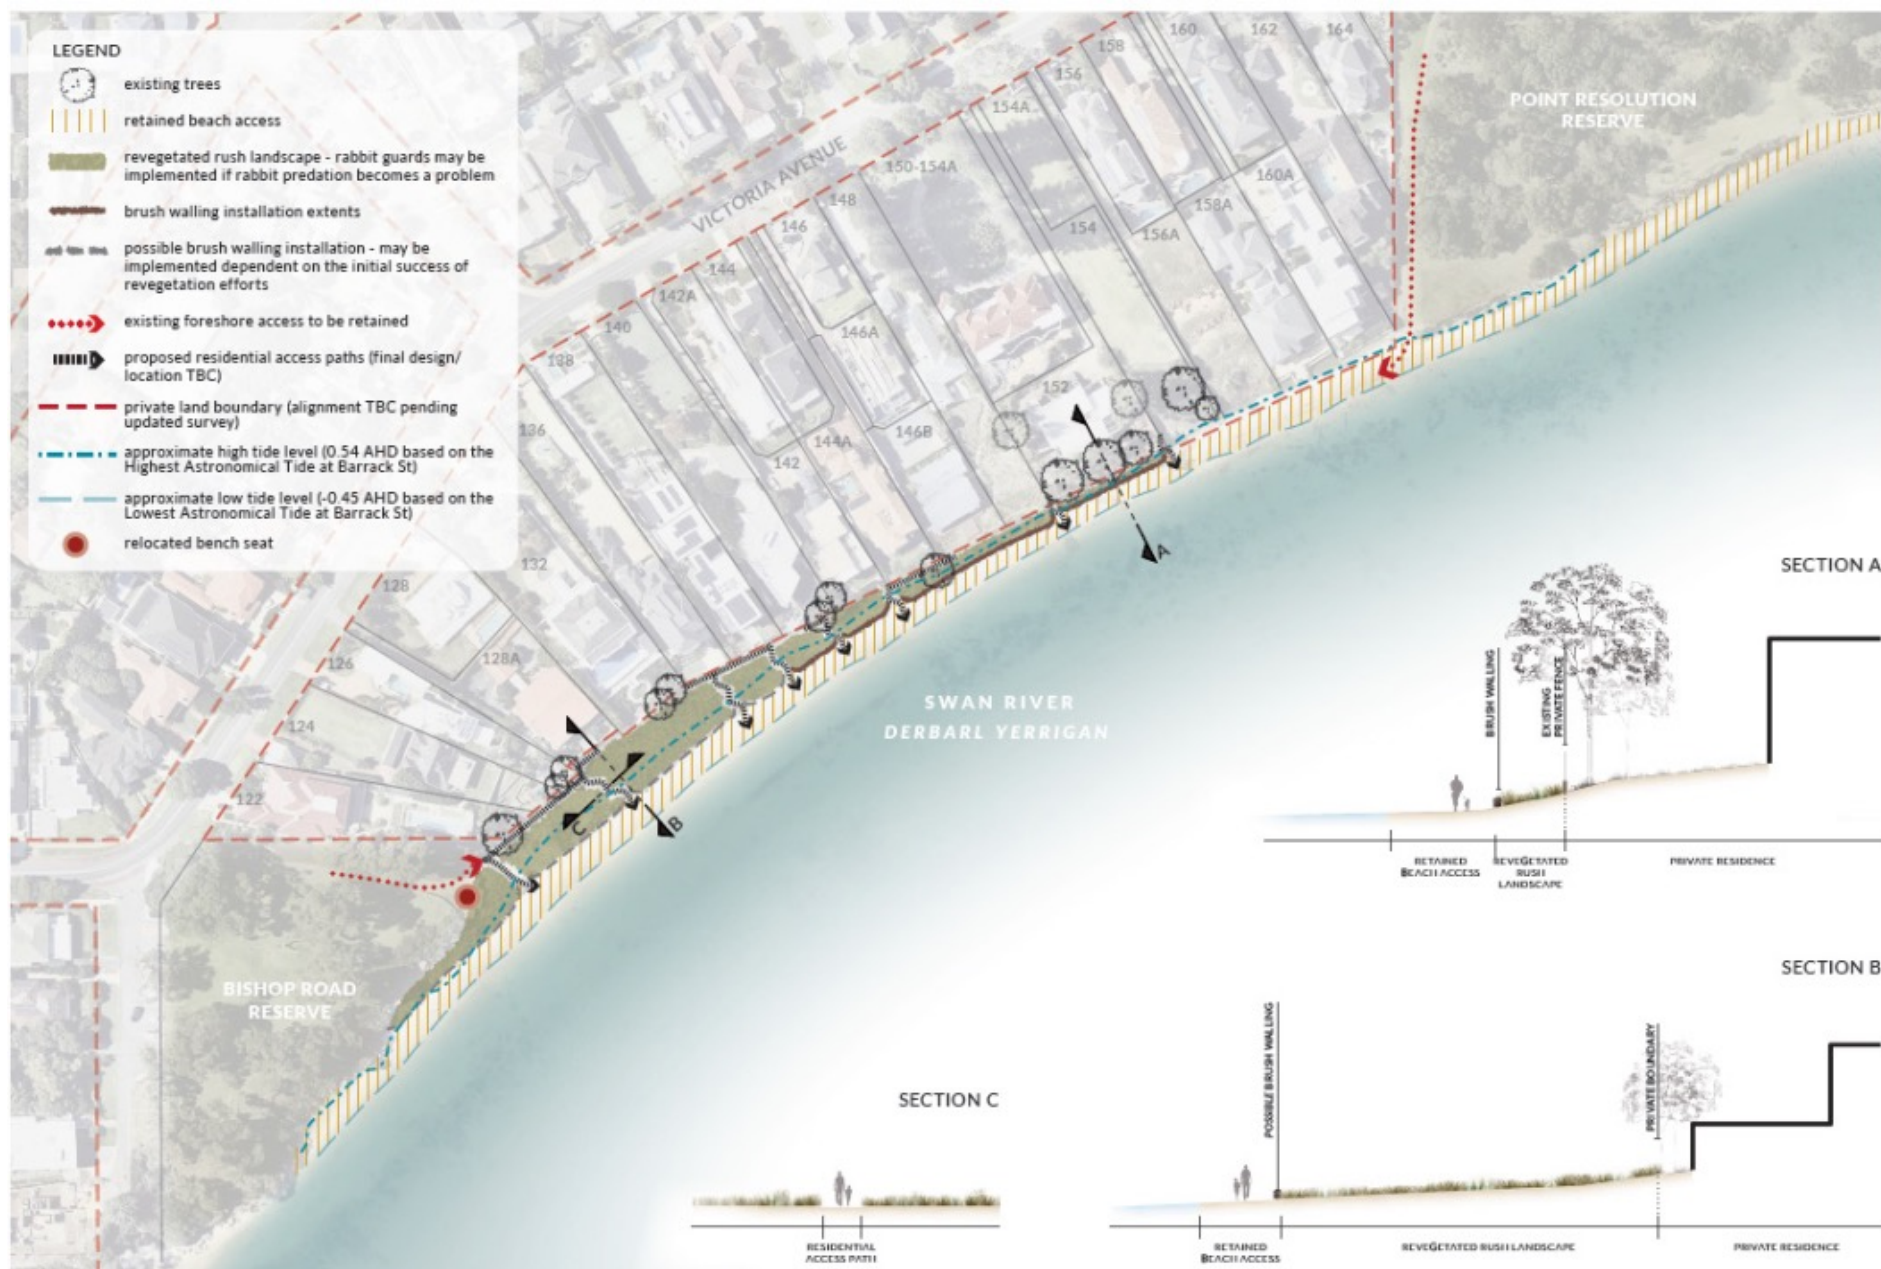 LEGEND
existing trees
retained beach access
revegetated rush landscape - rabbit guards may be
implemented if rabbit predation becomes a problem
brush walling installation extents
possible brush walling installation - may be
implemented dependent on the initial success of
revegetation efforts
existing foreshore access to be retained
proposed residential access paths (final design/
location TBC)
private land boundary (alignment TBC pending
updated survey)
approximate high tide level (0.54 AHD based on the
Highest Astronomical Tide at Barrack St)
approximate low tide level (-0.45 AHD based on the
Lowest Astronomical Tide at Barrack St)
relocated bench seat
VICTORIA AVENUE
POINT RESOLUTION
RESERVE
164
162
160
158
156
154A
150-154A
148
146
144
142A
140
138
136
132
128
126
124
122
128A
142
144A
146A
146B
152
154
156A
158A
160A
A
B
C
SWAN RIVER
DERBARL YERRIGAN
BISHOP ROAD
RESERVE
SECTION A
BRUSH WALLING
EXISTING
PRIVATE FENCE
RETAINED
BEACH ACCESS
REVEGETATED
RUSH
LANDSCAPE
PRIVATE RESIDENCE
SECTION B
POSSIBLE BRUSH WALLING
PRIVATE BOUNDARY
RETAINED
BEACH ACCESS
REVEGETATED RUSH LANDSCAPE
PRIVATE RESIDENCE
SECTION C
RESIDENTIAL
ACCESS PATH